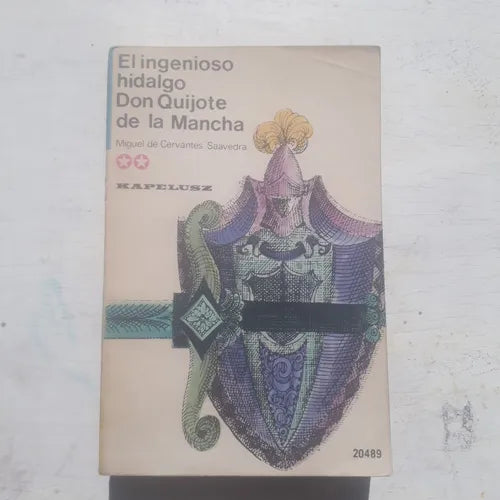 El ingenioso
hidalgo
Don Quijote
de la Mancha
Miguel de Cervantes Saavedra
KAPELUSZ
20489